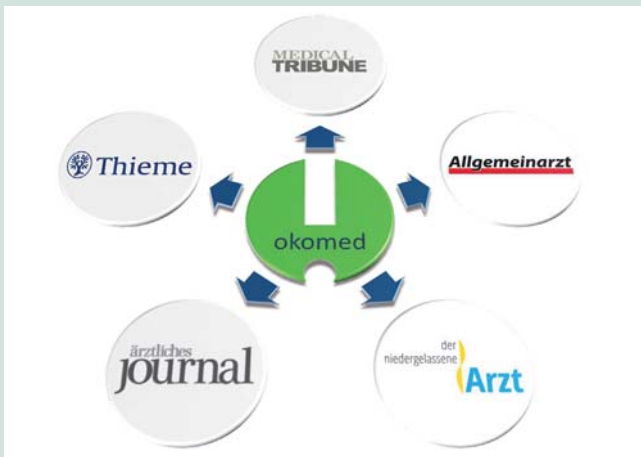 MEDICAL
TRIBUNE
Thieme
Allgemeinarzt
okomed
ärztliches
journal
der
niedergelassene
Arzt